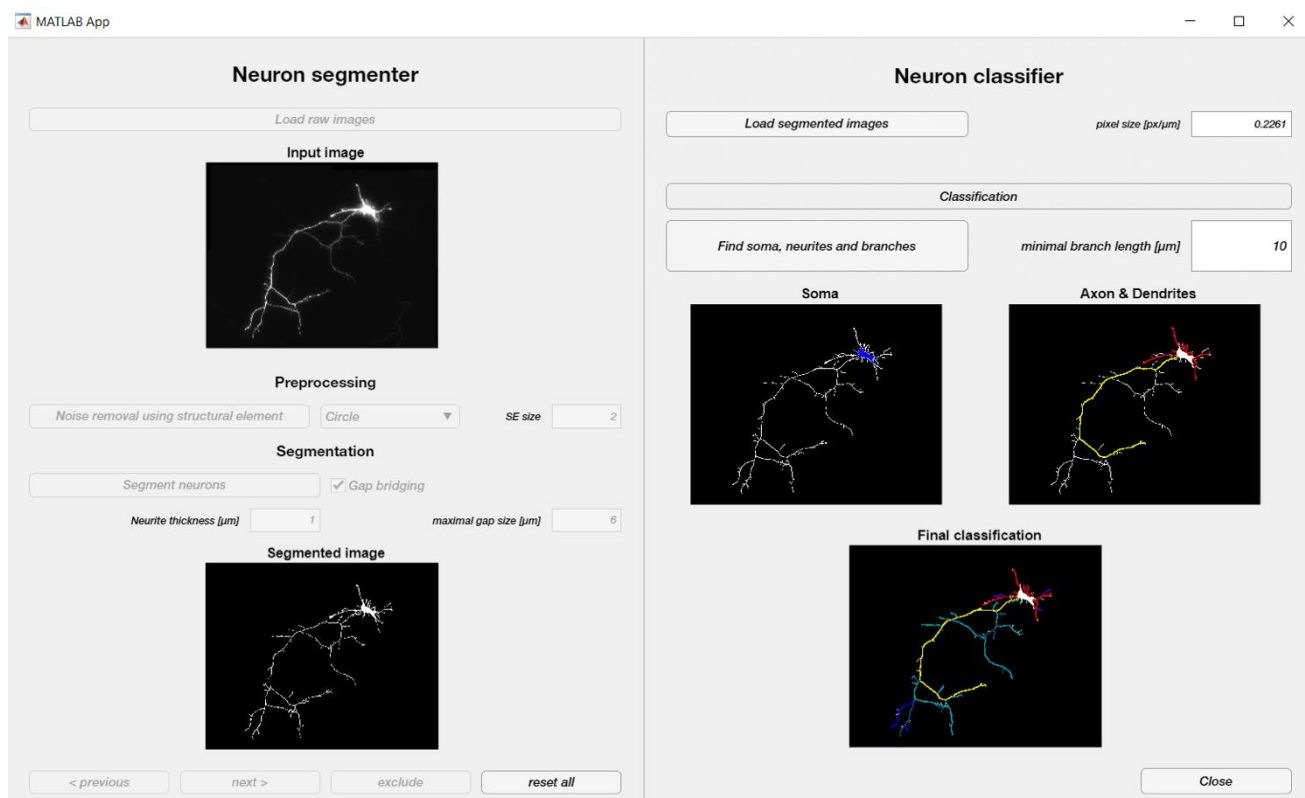 MATLAB App
Neuron segmenter
Load raw images
Input image
Preprocessing
Noise removal using structural element
Circle
SE size
2
Segmentation
Segment neurons
Gap bridging
Neurite thickness [µm]
1
maximal gap size [µm]
6
Segmented image
< previous
next >
exclude
reset all
Neuron classifier
Load segmented images
pixel size [px/µm]
0.2261
Classification
Find soma, neurites and branches
minimal branch length [µm]
10
Soma
Axon & Dendrites
Final classification
Close